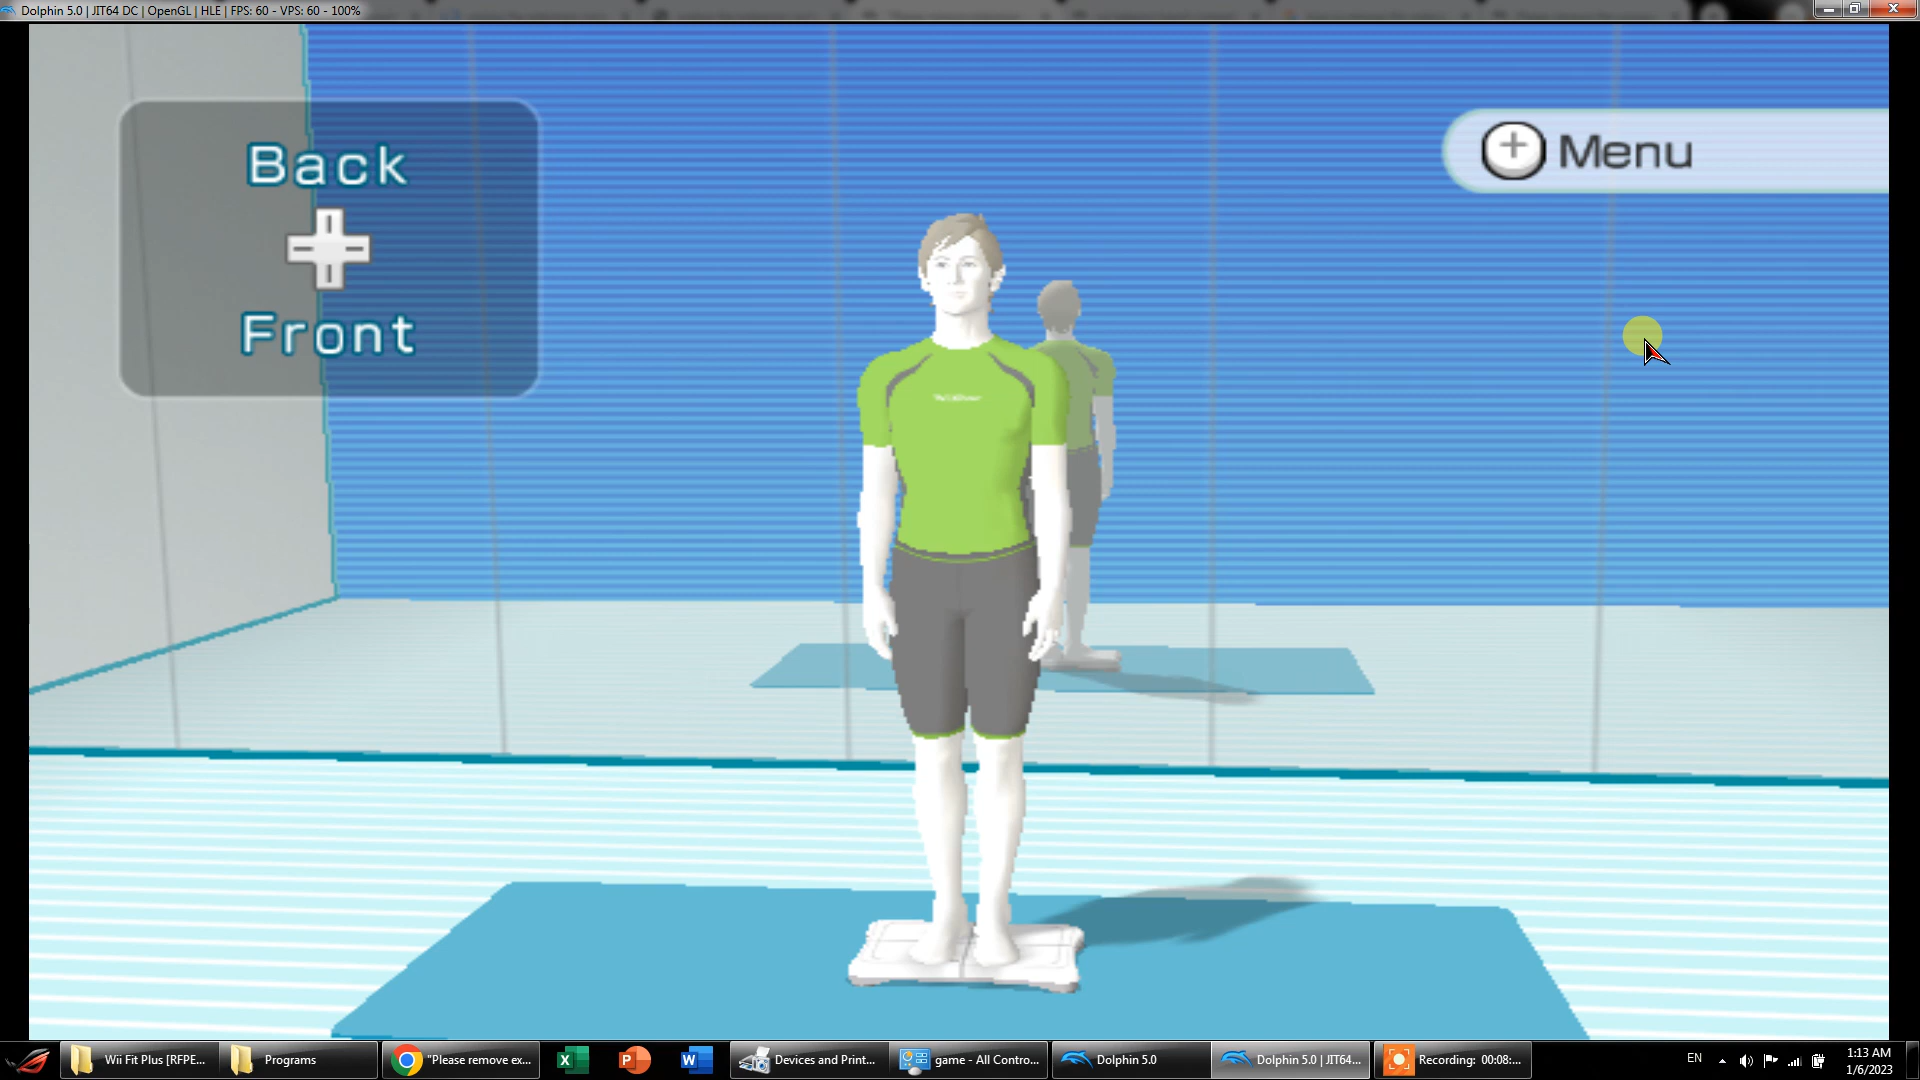 Dolphin 5.0 | JIT64 DC | OpenGL | HLE | FPS: 60 - VPS: 60 - 100%
Back
Front
Menu
Wii Fit Plus [RFPE...
Programs
"Please remove ex...
Devices and Print...
game - All Contro...
Dolphin 5.0
Dolphin 5.0 | JIT64...
Recording: 00:08:...
EN
1:13 AM
1/6/2023